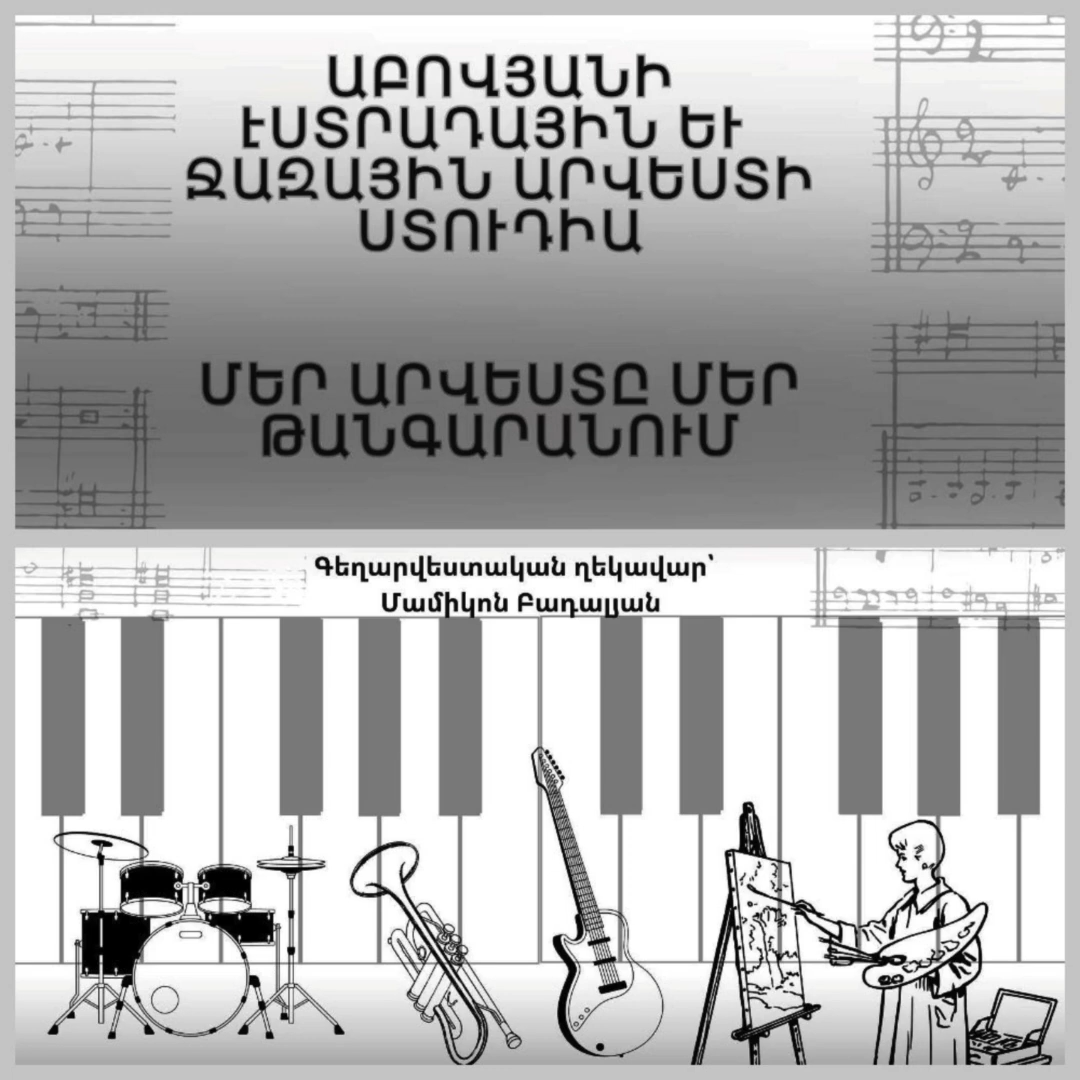 ԱԲՈՎՅԱՆԻ
ԷՍՏՐԱԴԱՅԻՆ ԵՒ
ՋԱԶԱՅԻՆ ԱՐՎԵՍՏԻ
ՍՏՈՒԴԻԱ
ՄԵՐ ԱՐՎԵՍՏԸ ՄԵՐ
ԹԱՆԳԱՐԱՆՈՒՄ
Գեղարվեստական ղեկավար՝
Մամիկոն Բադալյան